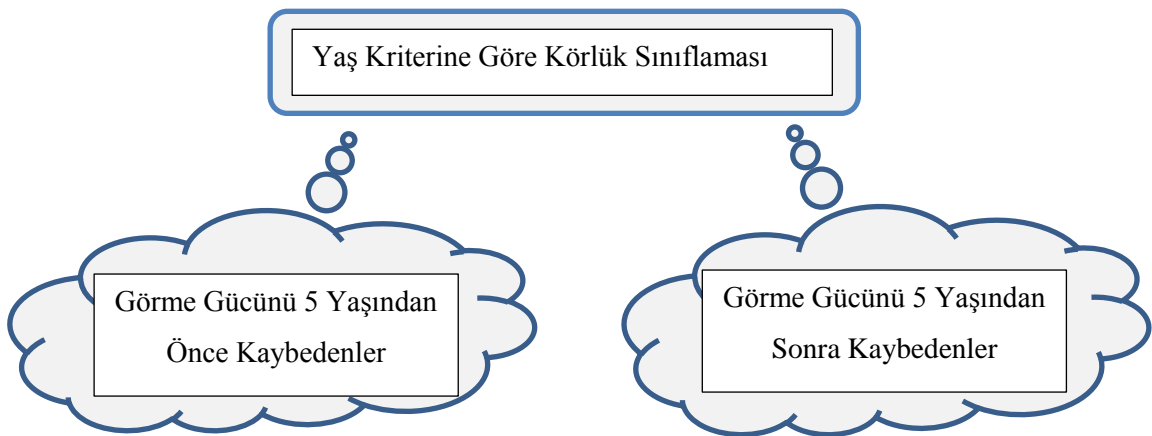 Yaş Kriterine Göre Körlük Sınıflaması
Görme Gücünü 5 Yaşından
Önce Kaybedenler
Görme Gücünü 5 Yaşından
Sonra Kaybedenler